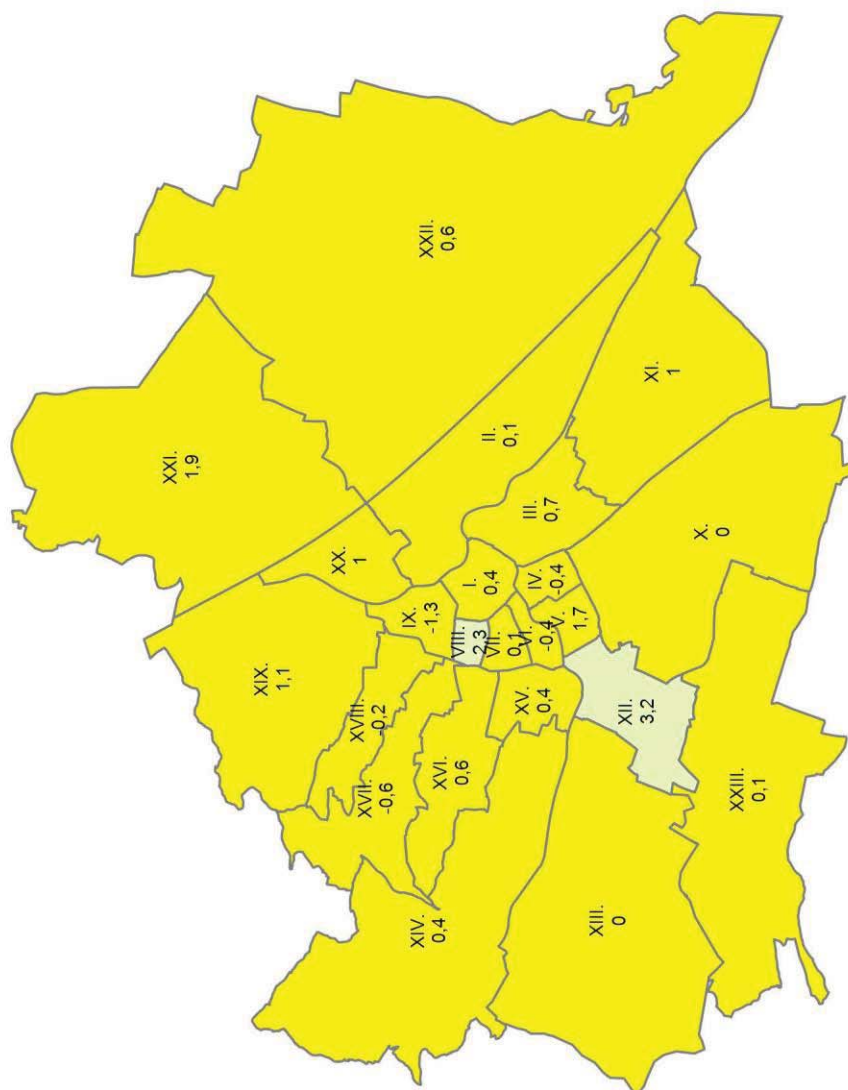 XXI.
1,9
XXII.
0,6
XIX.
1,1
XX.
1
II.
0,1
XVIII.
-0,2
IX.
-1,3
XVII.
-0,6
XVI.
0,6
VIII.
2,3
I.
0,4
VII.
0,1
III.
0,7
XI.
1
XIV.
0,4
XV.
0,4
VI.
-0,4
IV.
-0,4
V.
1,7
X.
0
XII.
3,2
XIII.
0
XXIII.
0,1